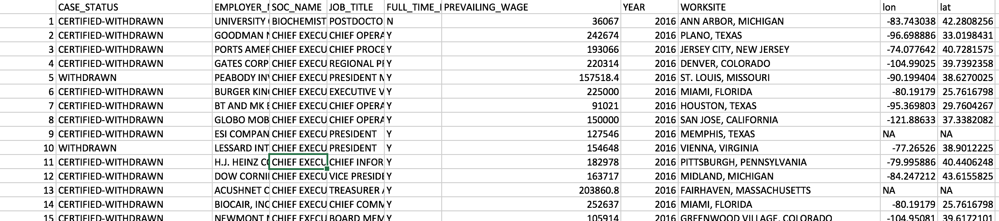 CASE_STATUS EMPLOYER_ SOC_NAME JOB_TITLE FULL_TIME_ PREVAILING_WAGE YEAR WORKSITE lon lat
1 CERTIFIED-WITHDRAWN UNIVERSITY BIOCHEMIST POSTDOCTO N 36067 2016 ANN ARBOR, MICHIGAN -83.743038 42.2808256
2 CERTIFIED-WITHDRAWN GOODMAN CHIEF EXECU CHIEF OPERA Y 242674 2016 PLANO, TEXAS -96.698886 33.0198431
3 CERTIFIED-WITHDRAWN PORTS AMER CHIEF EXECU CHIEF PROCE Y 193066 2016 JERSEY CITY, NEW JERSEY -74.077642 40.7281575
4 CERTIFIED-WITHDRAWN GATES CORP CHIEF EXECU REGIONAL Y 220314 2016 DENVER, COLORADO -104.99025 39.7392358
5 WITHDRAWN PEABODY CHIEF EXECU PRESIDENT Y 157518.4 2016 ST. LOUIS, MISSOURI -90.199404 38.6270025
6 CERTIFIED-WITHDRAWN BURGER KIN CHIEF EXECU EXECUTIVE V Y 225000 2016 MIAMI, FLORIDA -80.19179 25.7616798
7 CERTIFIED-WITHDRAWN BT AND MK CHIEF EXECU CHIEF OPERA Y 91021 2016 HOUSTON, TEXAS -95.369803 29.7604267
8 CERTIFIED-WITHDRAWN GLOBO MOB CHIEF EXECU CHIEF OPERA Y 150000 2016 SAN JOSE, CALIFORNIA -121.88633 37.3382082
9 CERTIFIED-WITHDRAWN ESI COMPAN CHIEF EXECU PRESIDENT Y 127546 2016 MEMPHIS, TEXAS NA NA
10 WITHDRAWN LESSARD INT CHIEF EXECU PRESIDENT Y 154648 2016 VIENNA, VIRGINIA -77.26526 38.9012225
11 CERTIFIED-WITHDRAWN H.J. HEINZ CHIEF EXECU CHIEF INFOR Y 182978 2016 PITTSBURGH, PENNSYLVANIA -79.995886 40.4406248
12 CERTIFIED-WITHDRAWN DOW CORNI CHIEF EXECU VICE PRESIDE Y 163717 2016 MIDLAND, MICHIGAN -84.247212 43.6155825
13 CERTIFIED-WITHDRAWN ACUSHNET C CHIEF EXECU TREASURER Y 203860.8 2016 FAIRHAVEN, MASSACHUSETTS NA NA
14 CERTIFIED-WITHDRAWN BIOCAIR, INC CHIEF EXECU CHIEF COMM Y 252637 2016 MIAMI, FLORIDA -80.19179 25.7616798
15 CERTIFIED-WITHDRAWN NEWMONT CHIEF EXECU BOARD MEM Y 105914 2016 GREENWOOD VILLAGE, COLORADO -104.95081 39.6172101